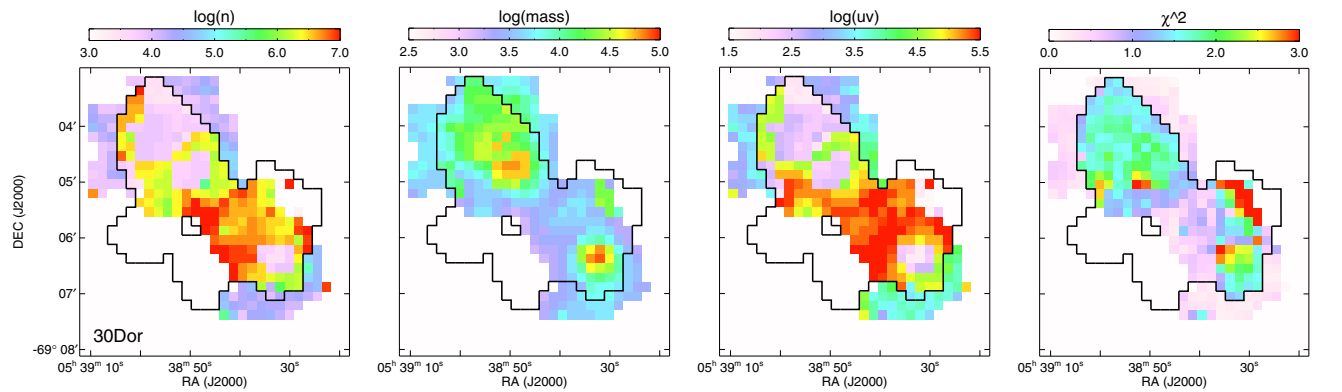 log(n) log(mass) log(uv) χ^2
3.0 4.0 5.0 6.0 7.0 2.5 3.0 3.5 4.0 4.5 5.0 1.5 2.5 3.5 4.5 5.5 0.0 1.0 2.0 3.0
04′
05′
06′
07′
-69° 08′
DEC (J2000)
30Dor
05ʰ 39ᵐ 10ˢ 38ᵐ 50ˢ 30ˢ 05ʰ 39ᵐ 10ˢ 38ᵐ 50ˢ 30ˢ 05ʰ 39ᵐ 10ˢ 38ᵐ 50ˢ 30ˢ 05ʰ 39ᵐ 10ˢ 38ᵐ 50ˢ 30ˢ
RA (J2000) RA (J2000) RA (J2000) RA (J2000)